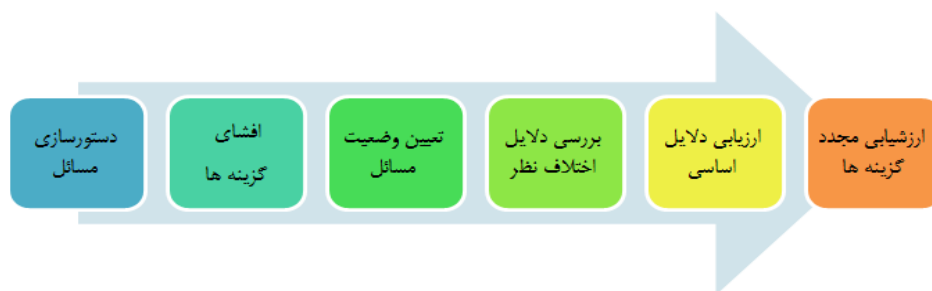 دستورسازی
مسائل
افشای
گزینه ها
تعیین وضعیت
مسائل
بررسی دلایل
اختلاف نظر
ارزیابی دلایل
اساسی
ارزشیابی مجدد
گزینه ها